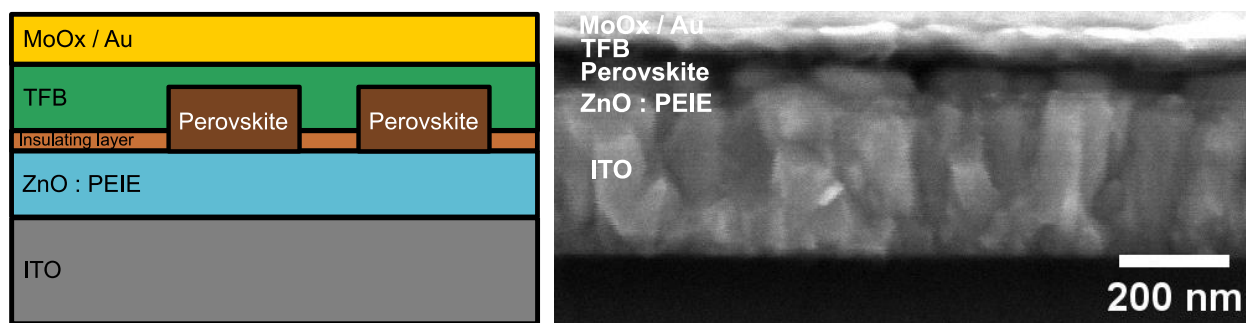 MoOx / Au
TFB
Perovskite
Perovskite
Insulating layer
ZnO : PEIE
ITO
MoOx / Au
TFB
Perovskite
ZnO : PEIE
ITO
200 nm